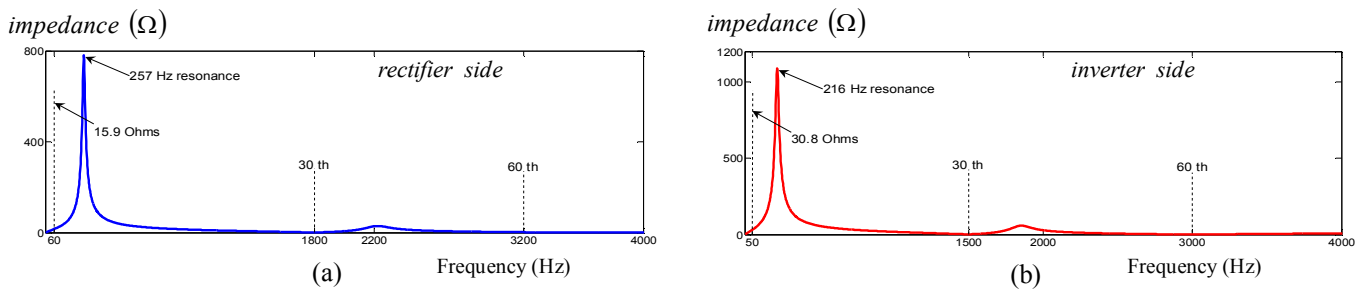 impedance (Ω)
800
400
0
257 Hz resonance
rectifier side
15.9 Ohms
30 th
60 th
60
1800
2200
3200
4000
(a)
Frequency (Hz)
impedance (Ω)
1200
1000
500
0
216 Hz resonance
inverter side
30.8 Ohms
30 th
60 th
50
1500
2000
3000
4000
(b)
Frequency (Hz)